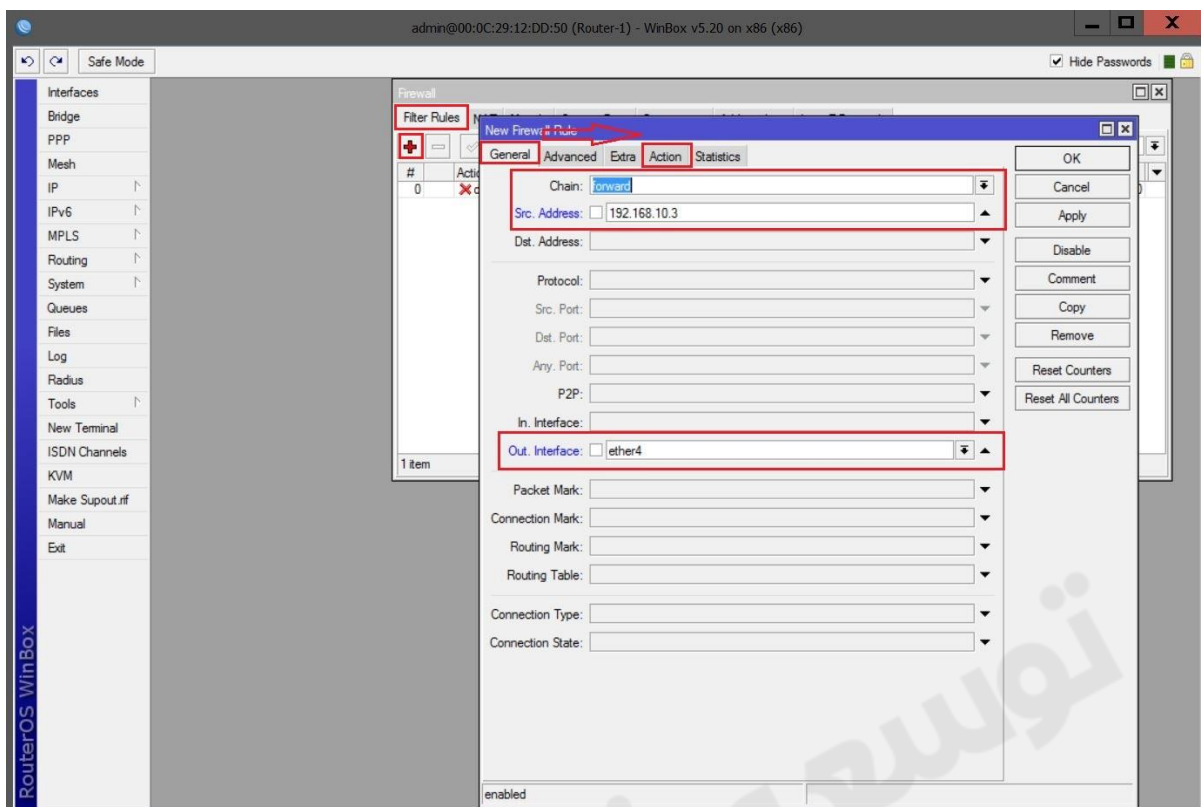 admin@00:0C:29:12:DD:50 (Router-1) - WinBox v5.20 on x86 (x86)
Safe Mode
Hide Passwords
RouterOS WinBox
Interfaces
Bridge
PPP
Mesh
IP
IPv6
MPLS
Routing
System
Queues
Files
Log
Radius
Tools
New Terminal
ISDN Channels
KVM
Make Supout.rif
Manual
Exit
Firewall
Filter Rules
#
0
1 item
New Firewall Rule
General Advanced Extra Action Statistics
Chain: forward
Src. Address: 192.168.10.3
Dst. Address:
Protocol:
Src. Port:
Dst. Port:
Any. Port:
P2P:
In. Interface:
Out. Interface: ether4
Packet Mark:
Connection Mark:
Routing Mark:
Routing Table:
Connection Type:
Connection State:
enabled
OK
Cancel
Apply
Disable
Comment
Copy
Remove
Reset Counters
Reset All Counters